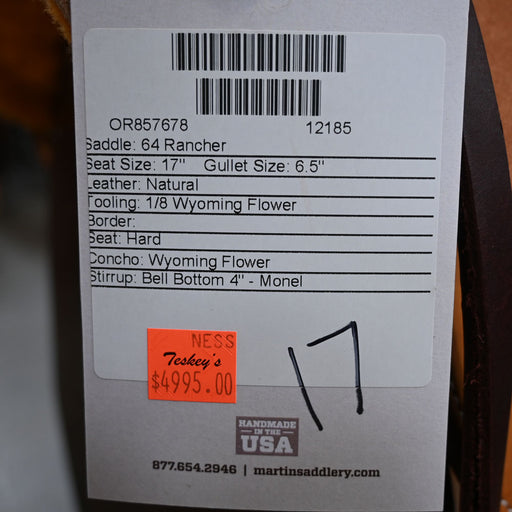 OR857678 12185
Saddle: 64 Rancher
Seat Size: 17" Gullet Size: 6.5"
Leather: Natural
Tooling: 1/8 Wyoming Flower
Border:
Seat: Hard
Concho: Wyoming Flower
Stirrup: Bell Bottom 4" - Monel
NESS
Teskey's
$4995.00
17
HANDMADE
IN THE
USA
877.654.2946 | martinsaddlery.com